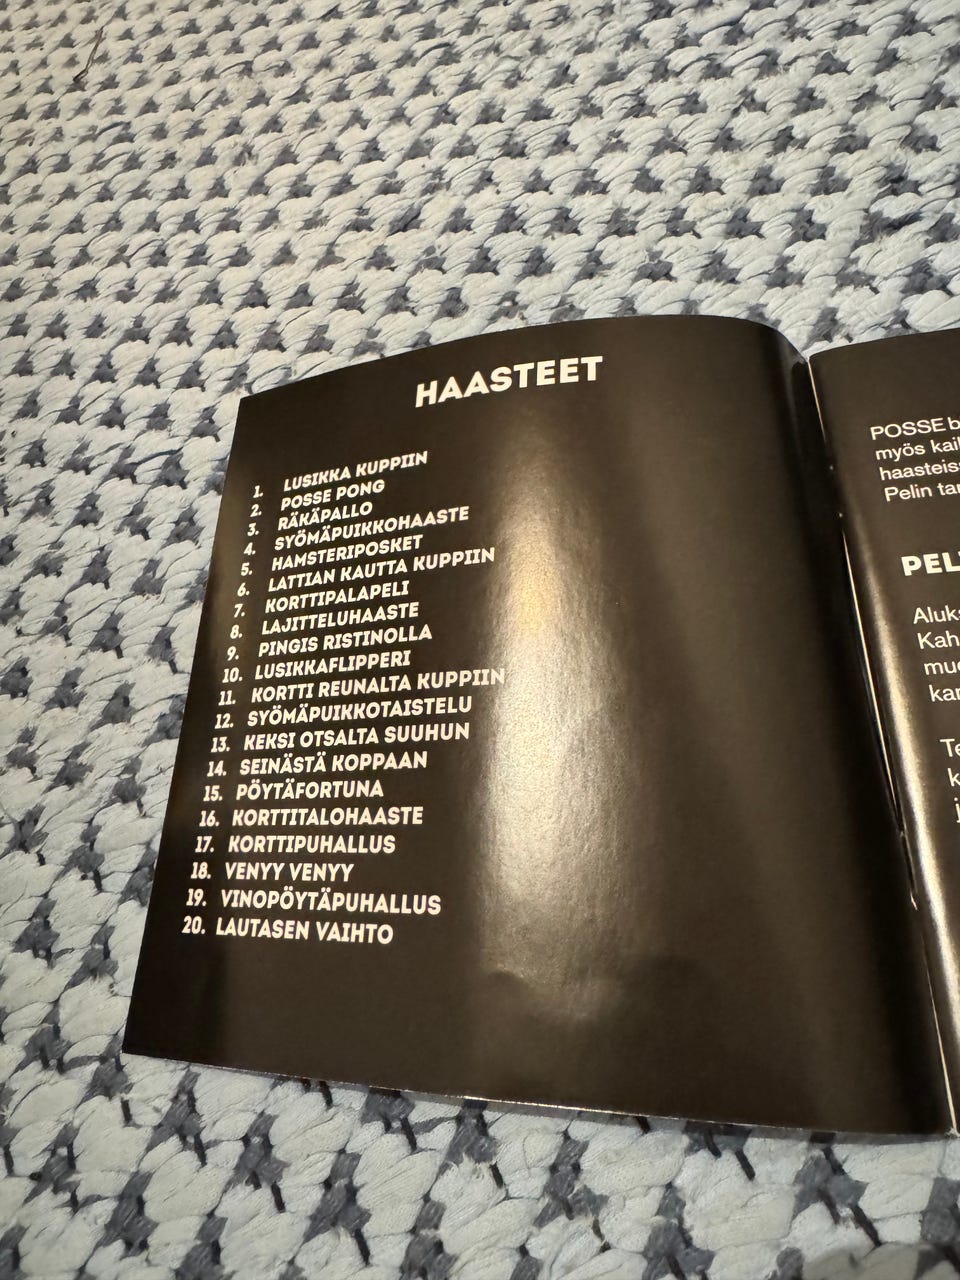 HAASTEET
1. LUSIKKA KUPPIIN
2. POSSE PONG
3. RÄKÄPALLO
4. SYÖMÄPUIKKOHAASTE
5. HAMSTERIPOSKET
6. LATTIAN KAUTTA KUPPIIN
7. KORTTIPALAPELI
8. LAJITTELUHAASTE
9. PINGIS RISTINOLLA
10. LUSIKKAFLIPPERI
11. KORTTI REUNALTA KUPPIIN
12. SYÖMÄPUIKKOTAISTELU
13. KEKSI OTSALTA SUUHUN
14. SEINÄSTÄ KOPPAAN
15. PÖYTÄFORTUNA
16. KORTTITALOHAASTE
17. KORTTIPUHALLUS
18. VENYY VENYY
19. VINOPÖYTÄPUHALLUS
20. LAUTASEN VAIHTO
POSSE
myös
Pelin